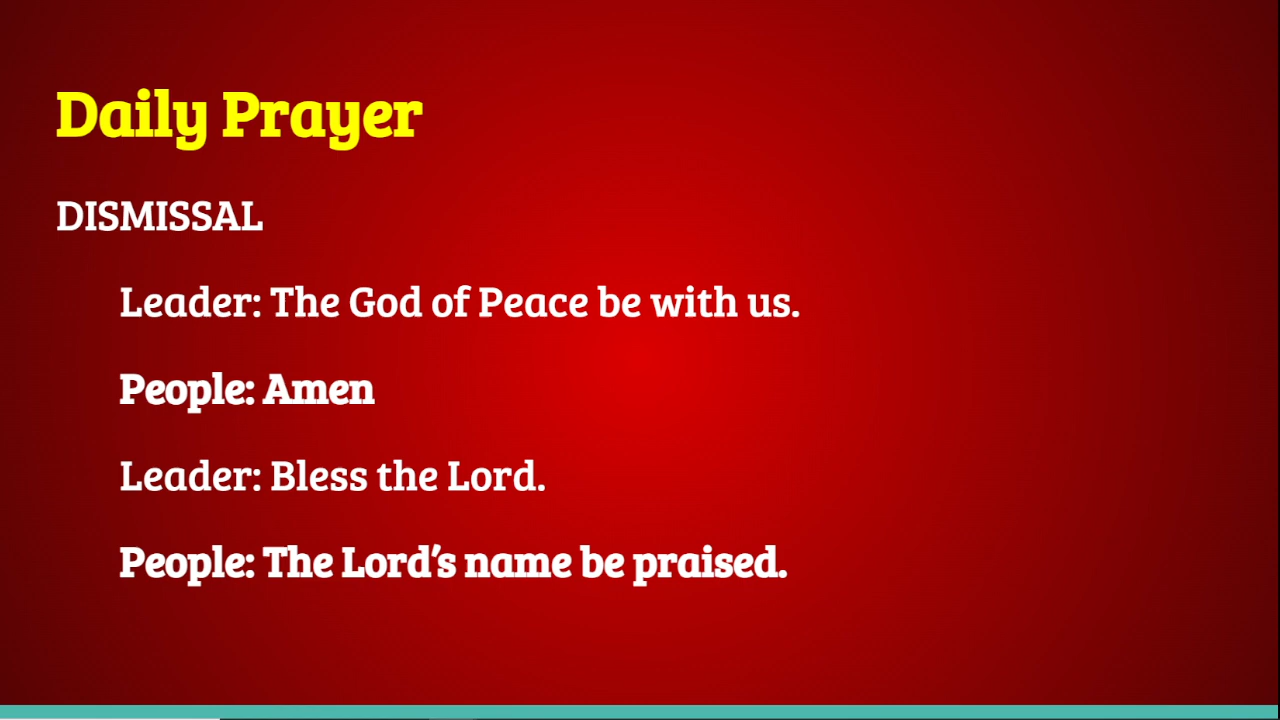 Daily Prayer
DISMISSAL
Leader: The God of Peace be with us.
People: Amen
Leader: Bless the Lord.
People: The Lord’s name be praised.